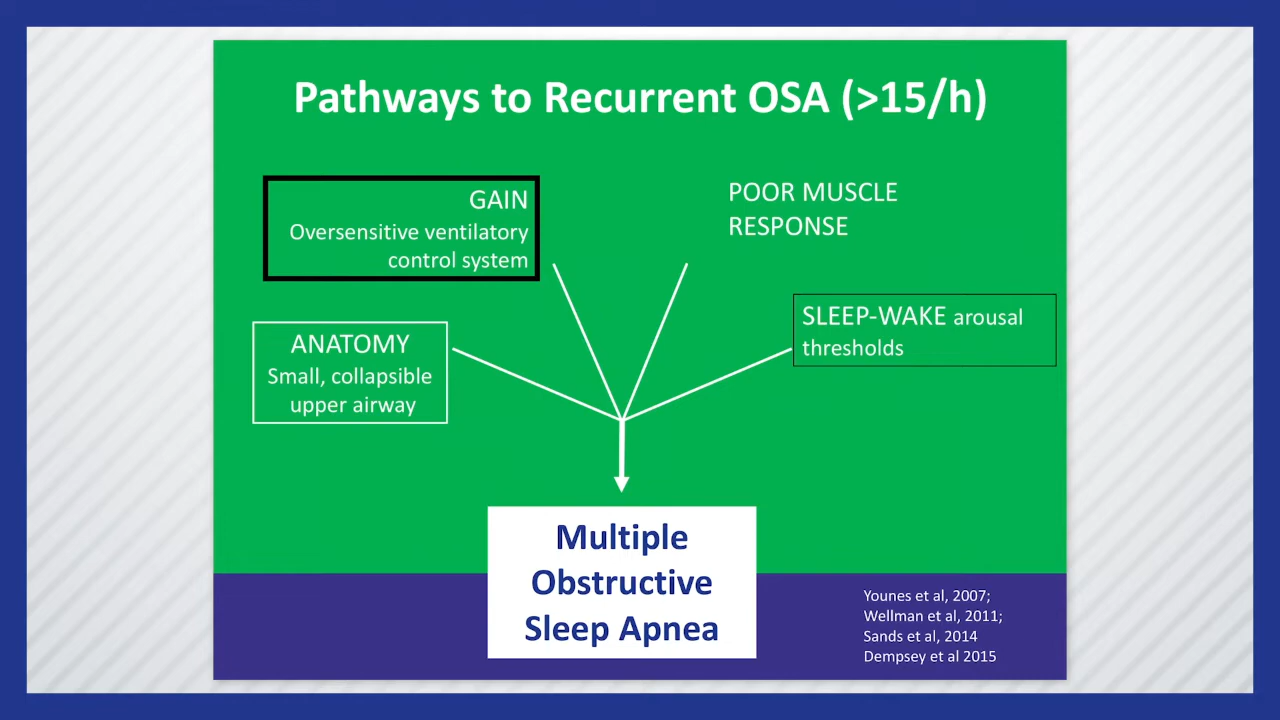 Pathways to Recurrent OSA (>15/h)
GAIN
Oversensitive ventilatory
control system
POOR MUSCLE
RESPONSE
ANATOMY
Small, collapsible
upper airway
SLEEP-WAKE arousal
thresholds
Multiple
Obstructive
Sleep Apnea
Younes et al, 2007;
Wellman et al, 2011;
Sands et al, 2014
Dempsey et al 2015